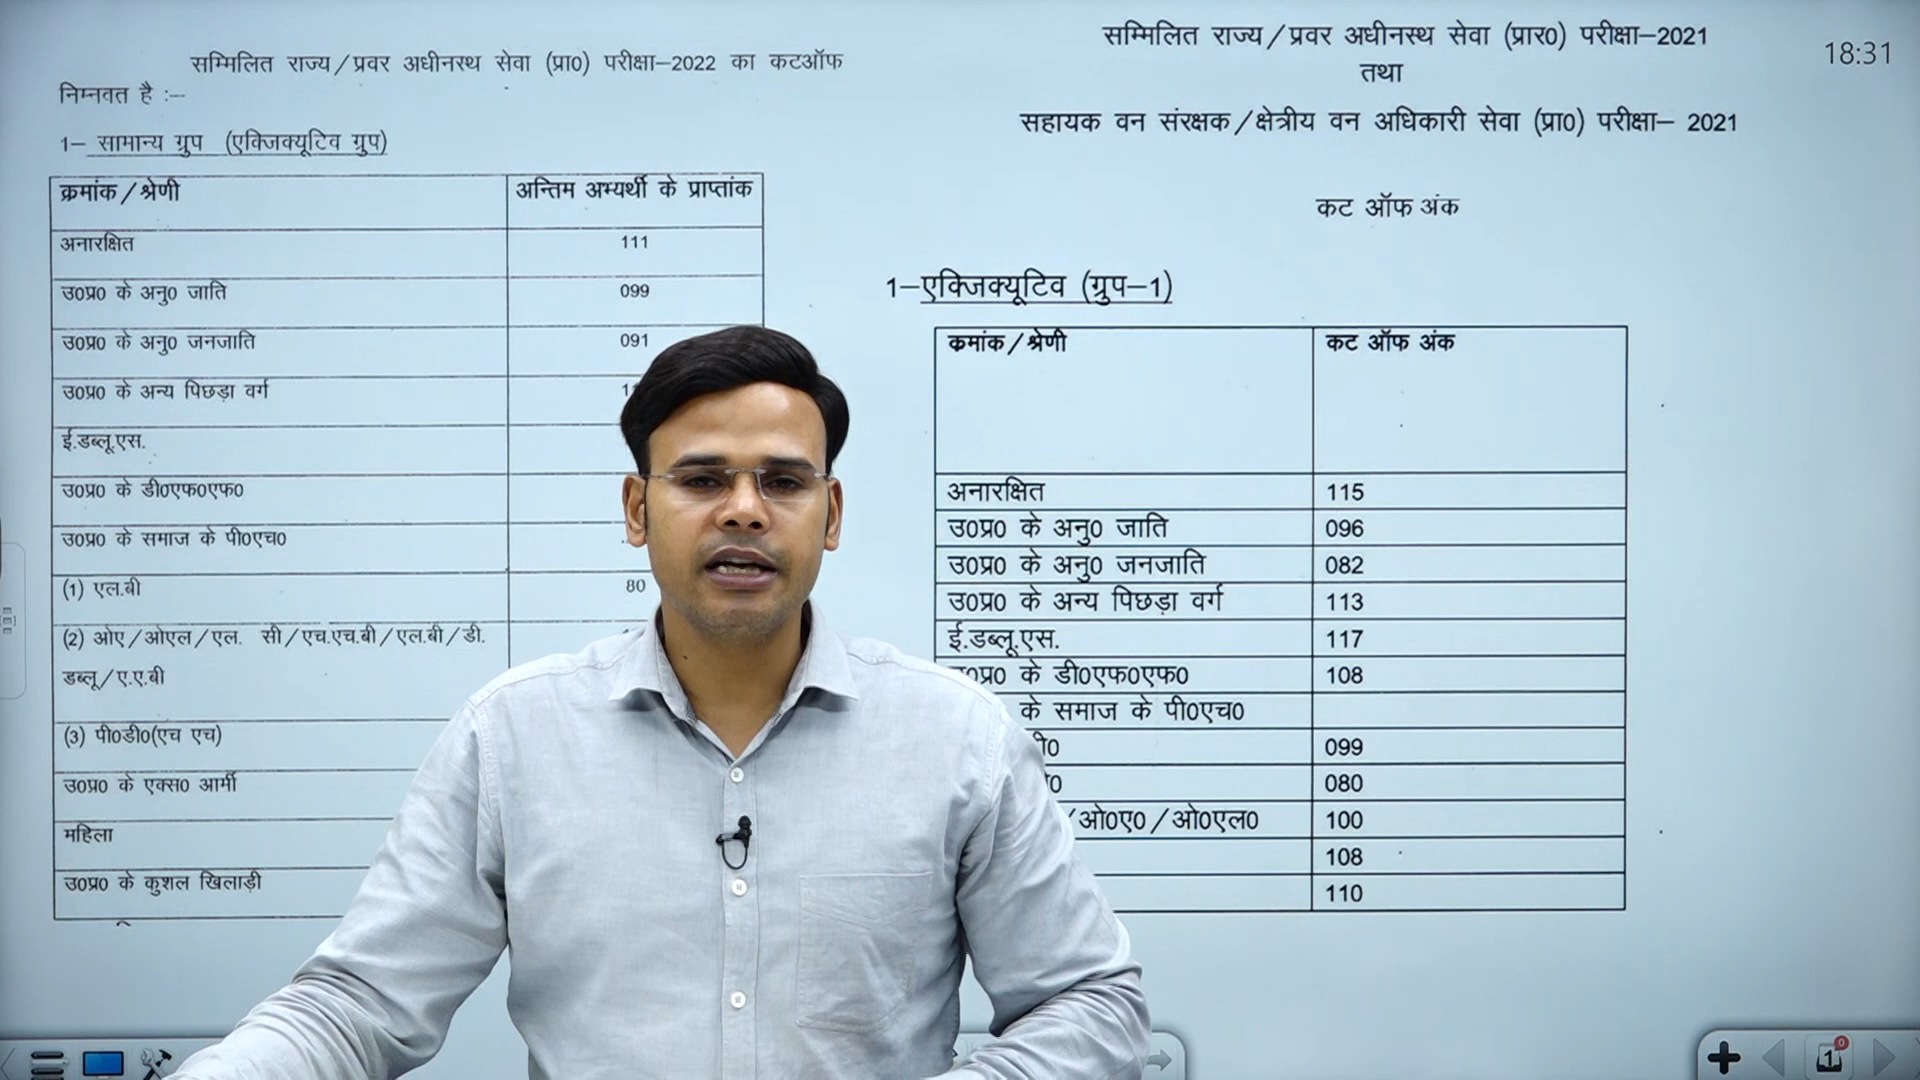 सम्मिलित राज्य/प्रवर अधीनस्थ सेवा (प्रा0) परीक्षा–2022 का कटऑफ
निम्नवत है :–
1– सामान्य ग्रुप (एक्जिक्यूटिव ग्रुप)
क्रमांक/श्रेणी अन्तिम अभ्यर्थी के प्राप्तांक
अनारक्षित 111
उ0प्र0 के अनु0 जाति 099
उ0प्र0 के अनु0 जनजाति 091
उ0प्र0 के अन्य पिछड़ा वर्ग
ई.डब्लू.एस.
उ0प्र0 के डी0एफ0एफ0
उ0प्र0 के समाज के पी0एच0
(1) एल.बी 80
(2) ओए/ओएल/एल. सी/एच.एच.बी/एल.बी/डी.
डब्लू/ए.ए.बी
(3) पी0डी0(एच एच)
उ0प्र0 के एक्स0 आर्मी
महिला
उ0प्र0 के कुशल खिलाड़ी
सम्मिलित राज्य/प्रवर अधीनस्थ सेवा (प्रार0) परीक्षा–2021
तथा
सहायक वन संरक्षक/क्षेत्रीय वन अधिकारी सेवा (प्रा0) परीक्षा– 2021
कट ऑफ अंक
1–एक्जिक्यूटिव (ग्रुप–1)
क्रमांक/श्रेणी कट ऑफ अंक
अनारक्षित 115
उ0प्र0 के अनु0 जाति 096
उ0प्र0 के अनु0 जनजाति 082
उ0प्र0 के अन्य पिछड़ा वर्ग 113
ई.डब्लू.एस. 117
के डी0एफ0एफ0 108
के समाज के पी0एच0
099
080
/ओ0ए0/ओ0एल0 100
108
110
18:31
1
0